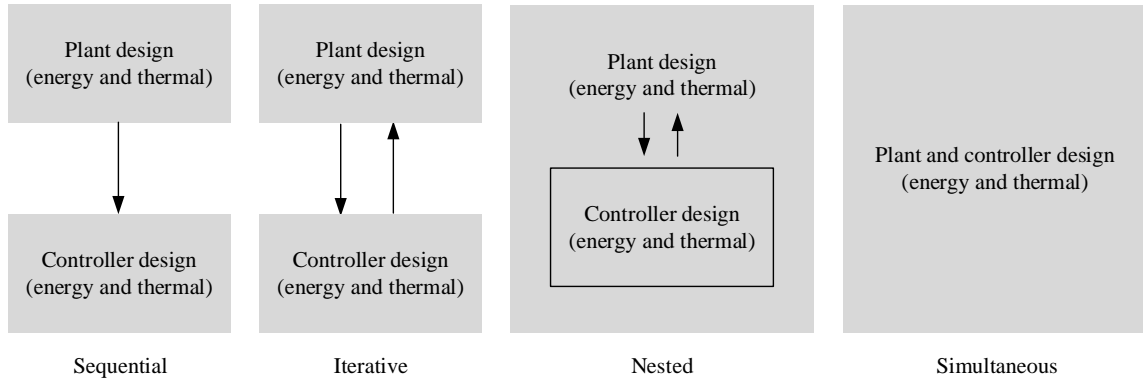 Plant design
(energy and thermal)
Controller design
(energy and thermal)
Sequential
Plant design
(energy and thermal)
Controller design
(energy and thermal)
Iterative
Plant design
(energy and thermal)
Controller design
(energy and thermal)
Nested
Plant and controller design
(energy and thermal)
Simultaneous